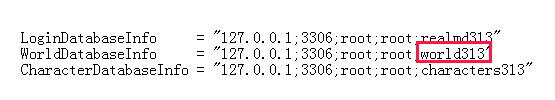 LoginDatabaseInfo     = "127.0.0.1;3306;root;root;realmd313"
WorldDatabaseInfo     = "127.0.0.1;3306;root;root;world313"
CharacterDatabaseInfo = "127.0.0.1;3306;root;root;characters313"